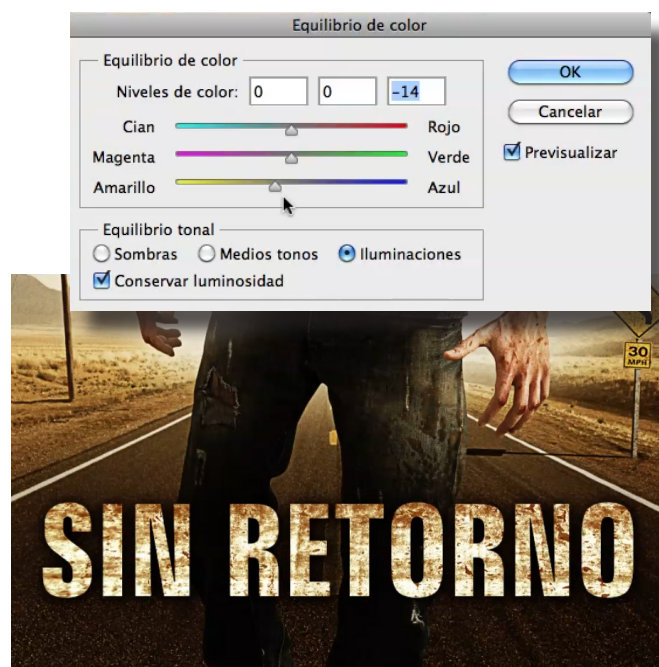 Equilibrio de color
Equilibrio de color
Niveles de color: 0 0 -14
Cian Rojo
Magenta Verde
Amarillo Azul
OK
Cancelar
Previsualizar
Equilibrio tonal
Sombras Medios tonos Iluminaciones
Conservar luminosidad
30
MPH
SIN RETORNO